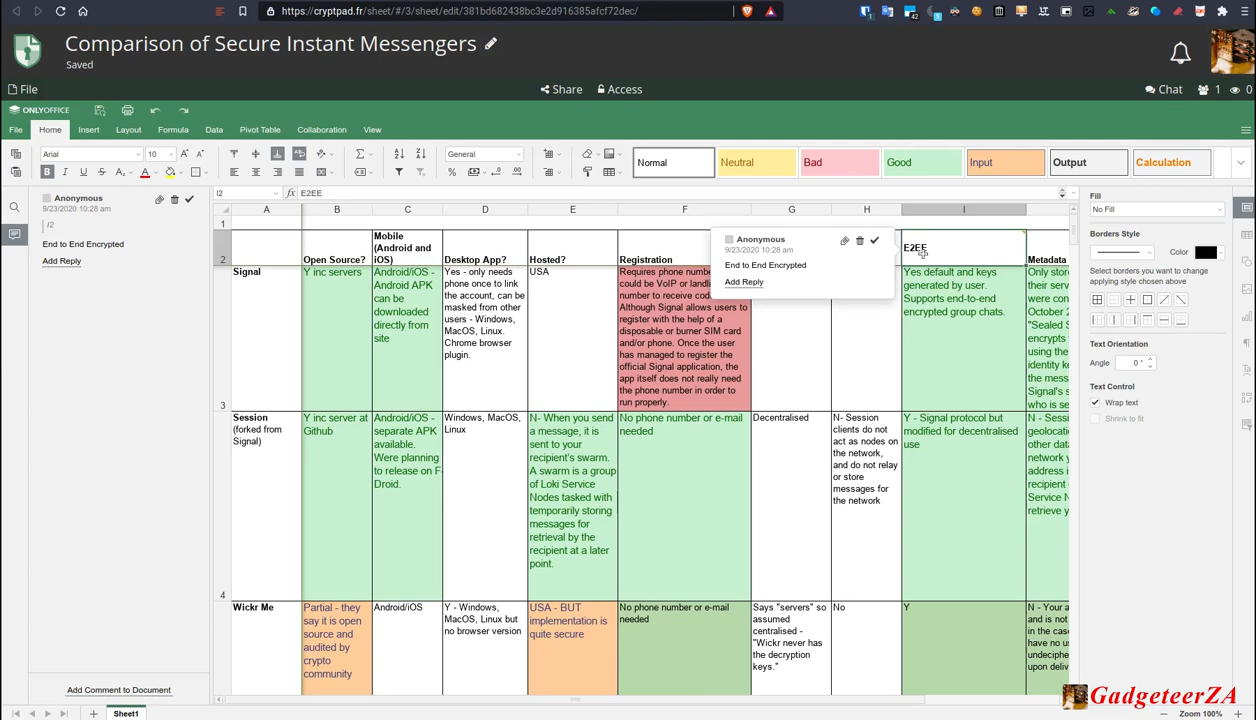 https://cryptpad.fr/sheet/#/3/sheet/edit/381bd682438bc3e2d916385afcf72dec/
Comparison of Secure Instant Messengers
Saved
File
Share
Access
Chat
1
0
ONLYOFFICE
File
Home
Insert
Layout
Formula
Data
Pivot Table
Collaboration
View
Arial
10
General
Normal
Neutral
Bad
Good
Input
Output
Calculation
I2
E2EE
Anonymous
9/23/2020 10:28 am
I2
End to End Encrypted
Add Reply
A
B
C
D
E
F
G
H
I
1
2
Open Source?
Mobile
(Android and
iOS)
Desktop App?
Hosted?
Registration
Anonymous
9/23/2020 10:28 am
End to End Encrypted
Add Reply
E2EE
Metadata
3
Signal
Y inc servers
Android/iOS -
Android APK
can be
downloaded
directly from
site
Yes - only needs
phone once to link
the account, can be
masked from other
users - Windows,
MacOS, Linux.
Chrome browser
plugin.
USA
Requires phone numb
could be VoIP or landli
number to receive cod
Although Signal allows users to
register with the help of a
disposable or burner SIM card
and/or phone. Once the user
has managed to register the
official Signal application, the
app itself does not really need
the phone number in order to
run properly.
Yes default and keys
generated by user.
Supports end-to-end
encrypted group chats.
Only store
their serve
were con
October 2
"Sealed S
encrypts t
using the
identity ke
the mess
Signal's s
who is se
4
Session
(forked from
Signal)
Y inc server at
Github
Android/iOS -
separate APK
available.
Were planning
to release on F-
Droid.
Windows, MacOS,
Linux
N- When you send
a message, it is
sent to your
recipient's swarm.
A swarm is a group
of Loki Service
Nodes tasked with
temporarily storing
messages for
retrieval by the
recipient at a later
point.
No phone number or e-mail
needed
Decentralised
N- Session
clients do not
act as nodes on
the network,
and do not relay
or store
messages for
the network
Y - Signal protocol but
modified for decentralised
use
N - Sessi
geolocati
other data
network y
address i
recipient
Service N
retrieve y
Wickr Me
Partial - they
say it is open
source and
audited by
crypto
community
Android/iOS
Y - Windows,
MacOS, Linux but
no browser version
USA - BUT
implementation is
quite secure
No phone number or e-mail
needed
Says "servers" so
assumed
centralised -
"Wickr never has
the decryption
keys."
No
Y
N - Your a
and is not
in the cas
have no u
undeciphe
upon deliv
Fill
No Fill
Borders Style
Color
Select borders you want to change
applying style chosen above
Text Orientation
Angle
0 °
Text Control
Wrap text
Shrink to fit
Add Comment to Document
Sheet1
Zoom 100%
GadgeteerZA